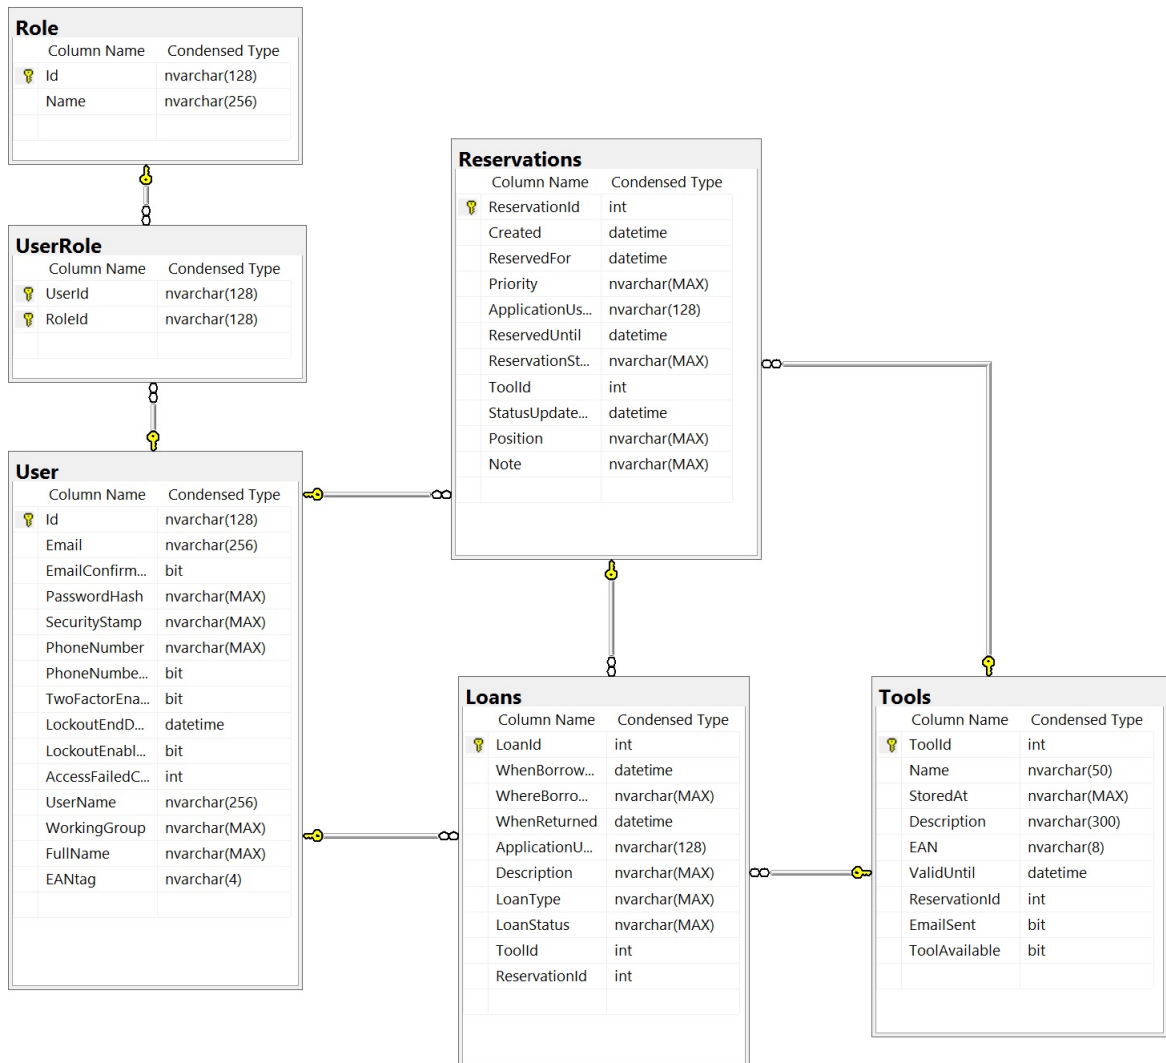 Role
Column Name Condensed Type
Id nvarchar(128)
Name nvarchar(256)
UserRole
Column Name Condensed Type
UserId nvarchar(128)
RoleId nvarchar(128)
User
Column Name Condensed Type
Id nvarchar(128)
Email nvarchar(256)
EmailConfirm... bit
PasswordHash nvarchar(MAX)
SecurityStamp nvarchar(MAX)
PhoneNumber nvarchar(MAX)
PhoneNumbe... bit
TwoFactorEna... bit
LockoutEndD... datetime
LockoutEnabl... bit
AccessFailedC... int
UserName nvarchar(256)
WorkingGroup nvarchar(MAX)
FullName nvarchar(MAX)
EANtag nvarchar(4)
Reservations
Column Name Condensed Type
ReservationId int
Created datetime
ReservedFor datetime
Priority nvarchar(MAX)
ApplicationUs... nvarchar(128)
ReservedUntil datetime
ReservationSt... nvarchar(MAX)
ToolId int
StatusUpdate... datetime
Position nvarchar(MAX)
Note nvarchar(MAX)
Loans
Column Name Condensed Type
LoanId int
WhenBorrow... datetime
WhereBorro... nvarchar(MAX)
WhenReturned datetime
ApplicationU... nvarchar(128)
Description nvarchar(MAX)
LoanType nvarchar(MAX)
LoanStatus nvarchar(MAX)
ToolId int
ReservationId int
Tools
Column Name Condensed Type
ToolId int
Name nvarchar(50)
StoredAt nvarchar(MAX)
Description nvarchar(300)
EAN nvarchar(8)
ValidUntil datetime
ReservationId int
EmailSent bit
ToolAvailable bit